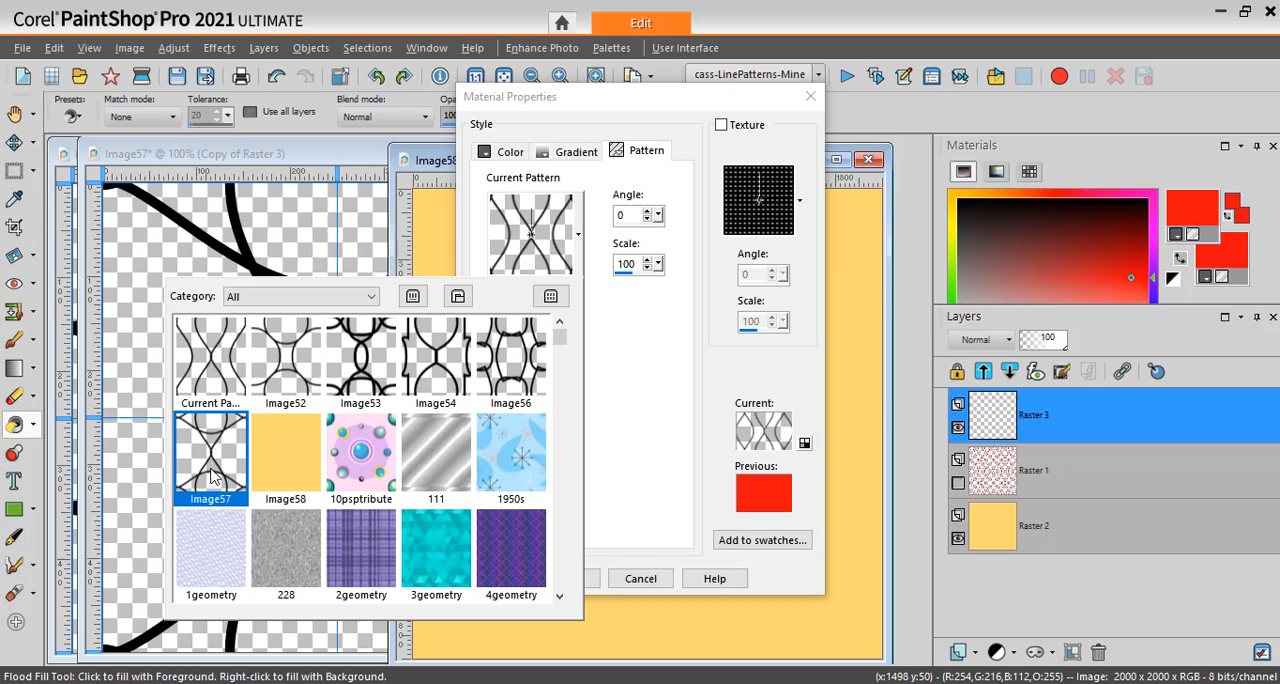 Corel® PAINTSHOP® PRO 2021 ULTIMATE
Edit
File Edit View Image Adjust Effects Layers Objects Selections Window Help Enhance Photo Palettes User Interface
cass-LinePatterns-Mine
Presets: Match mode: Tolerance: Use all layers Blend mode:
None 20 Normal 100
Material Properties
Style
Texture
Color Gradient Pattern
Current Pattern
Angle:
0
Scale:
100
Angle:
0
Scale:
100
Current:
Previous:
Add to swatches...
Cancel Help
Image57* @ 100% (Copy of Raster 3)
Image58
100 200 1800
Category: All
Current Pa... Image52 Image53 Image54 Image56
Image57 Image58 10psptribute 111 1950s
1geometry 228 2geometry 3geometry 4geometry
Materials
Layers
Normal 100
Raster 3
Raster 1
Raster 2
Flood Fill Tool: Click to fill with Foreground. Right-click to fill with Background.
(x:1498 y:50) - (R:254,G:216,B:112,O:255) -- Image: 2000 x 2000 x RGB - 8 bits/channel